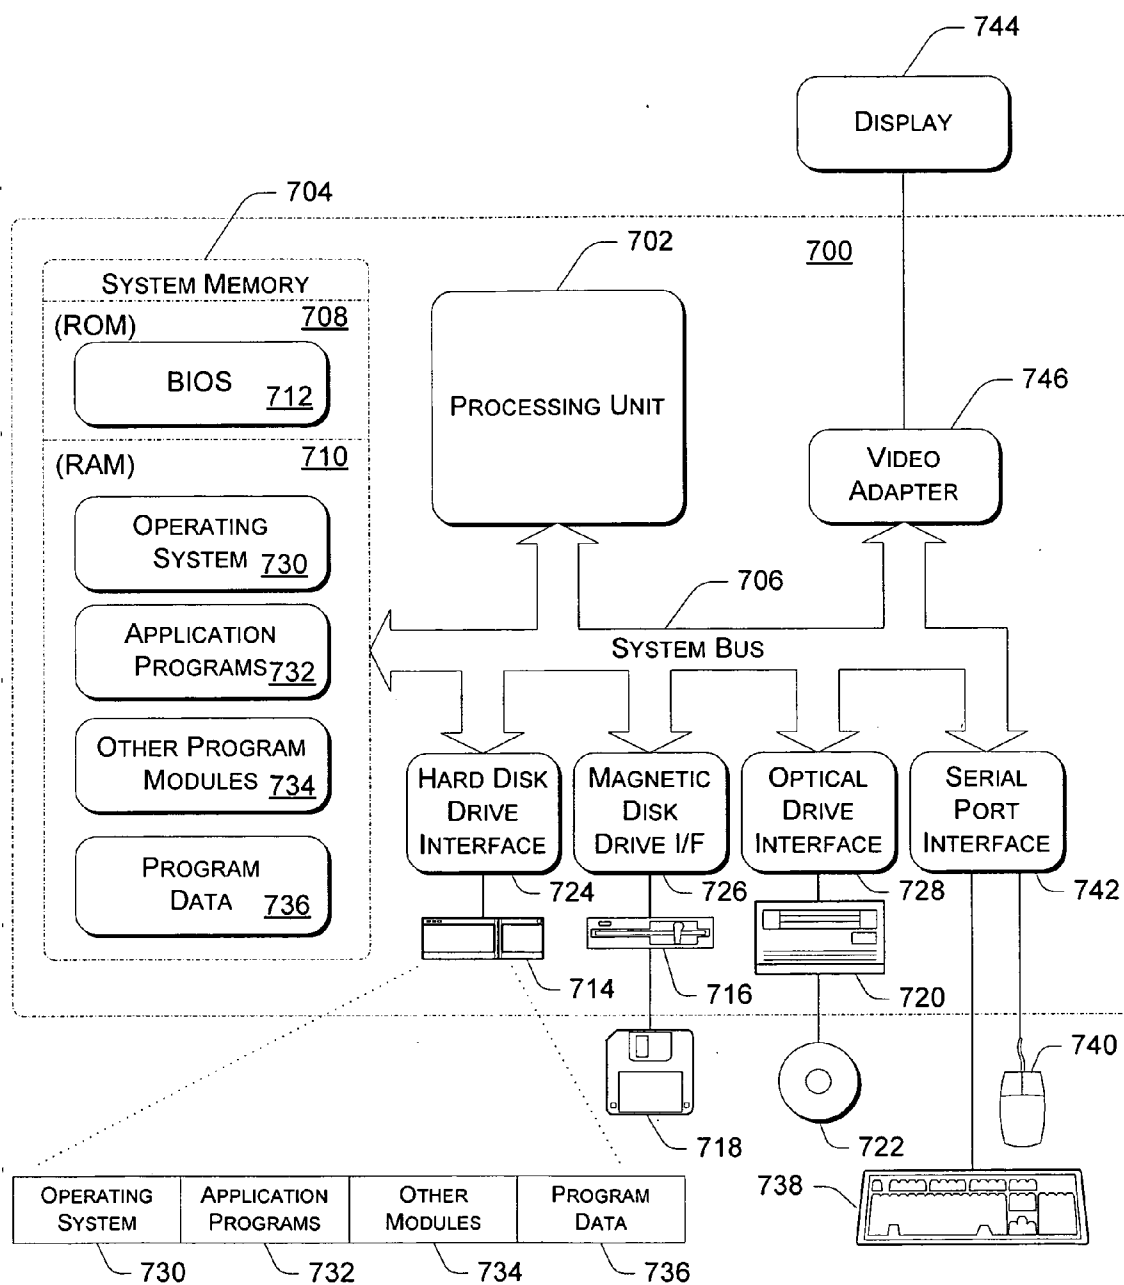 744
DISPLAY
704
702
700
SYSTEM MEMORY
(ROM)
708
BIOS
712
PROCESSING UNIT
746
VIDEO
ADAPTER
(RAM)
710
OPERATING
SYSTEM
730
706
SYSTEM BUS
APPLICATION
PROGRAMS
732
OTHER PROGRAM
MODULES
734
PROGRAM
DATA
736
HARD DISK
DRIVE
INTERFACE
724
MAGNETIC
DISK
DRIVE I/F
726
OPTICAL
DRIVE
INTERFACE
728
SERIAL
PORT
INTERFACE
742
714
716
720
718
722
740
738
OPERATING
SYSTEM
APPLICATION
PROGRAMS
OTHER
MODULES
PROGRAM
DATA
730
732
734
736